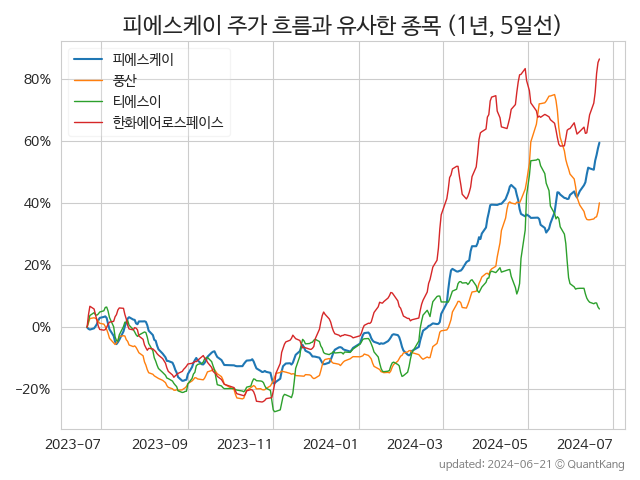 피에스케이 주가 흐름과 유사한 종목 (1년, 5일선)
피에스케이
풍산
티에스이
한화에어로스페이스
80%
60%
40%
20%
0%
−20%
2023-07 2023-09 2023-11 2024-01 2024-03 2024-05 2024-07
updated: 2024-06-21 © QuantKang